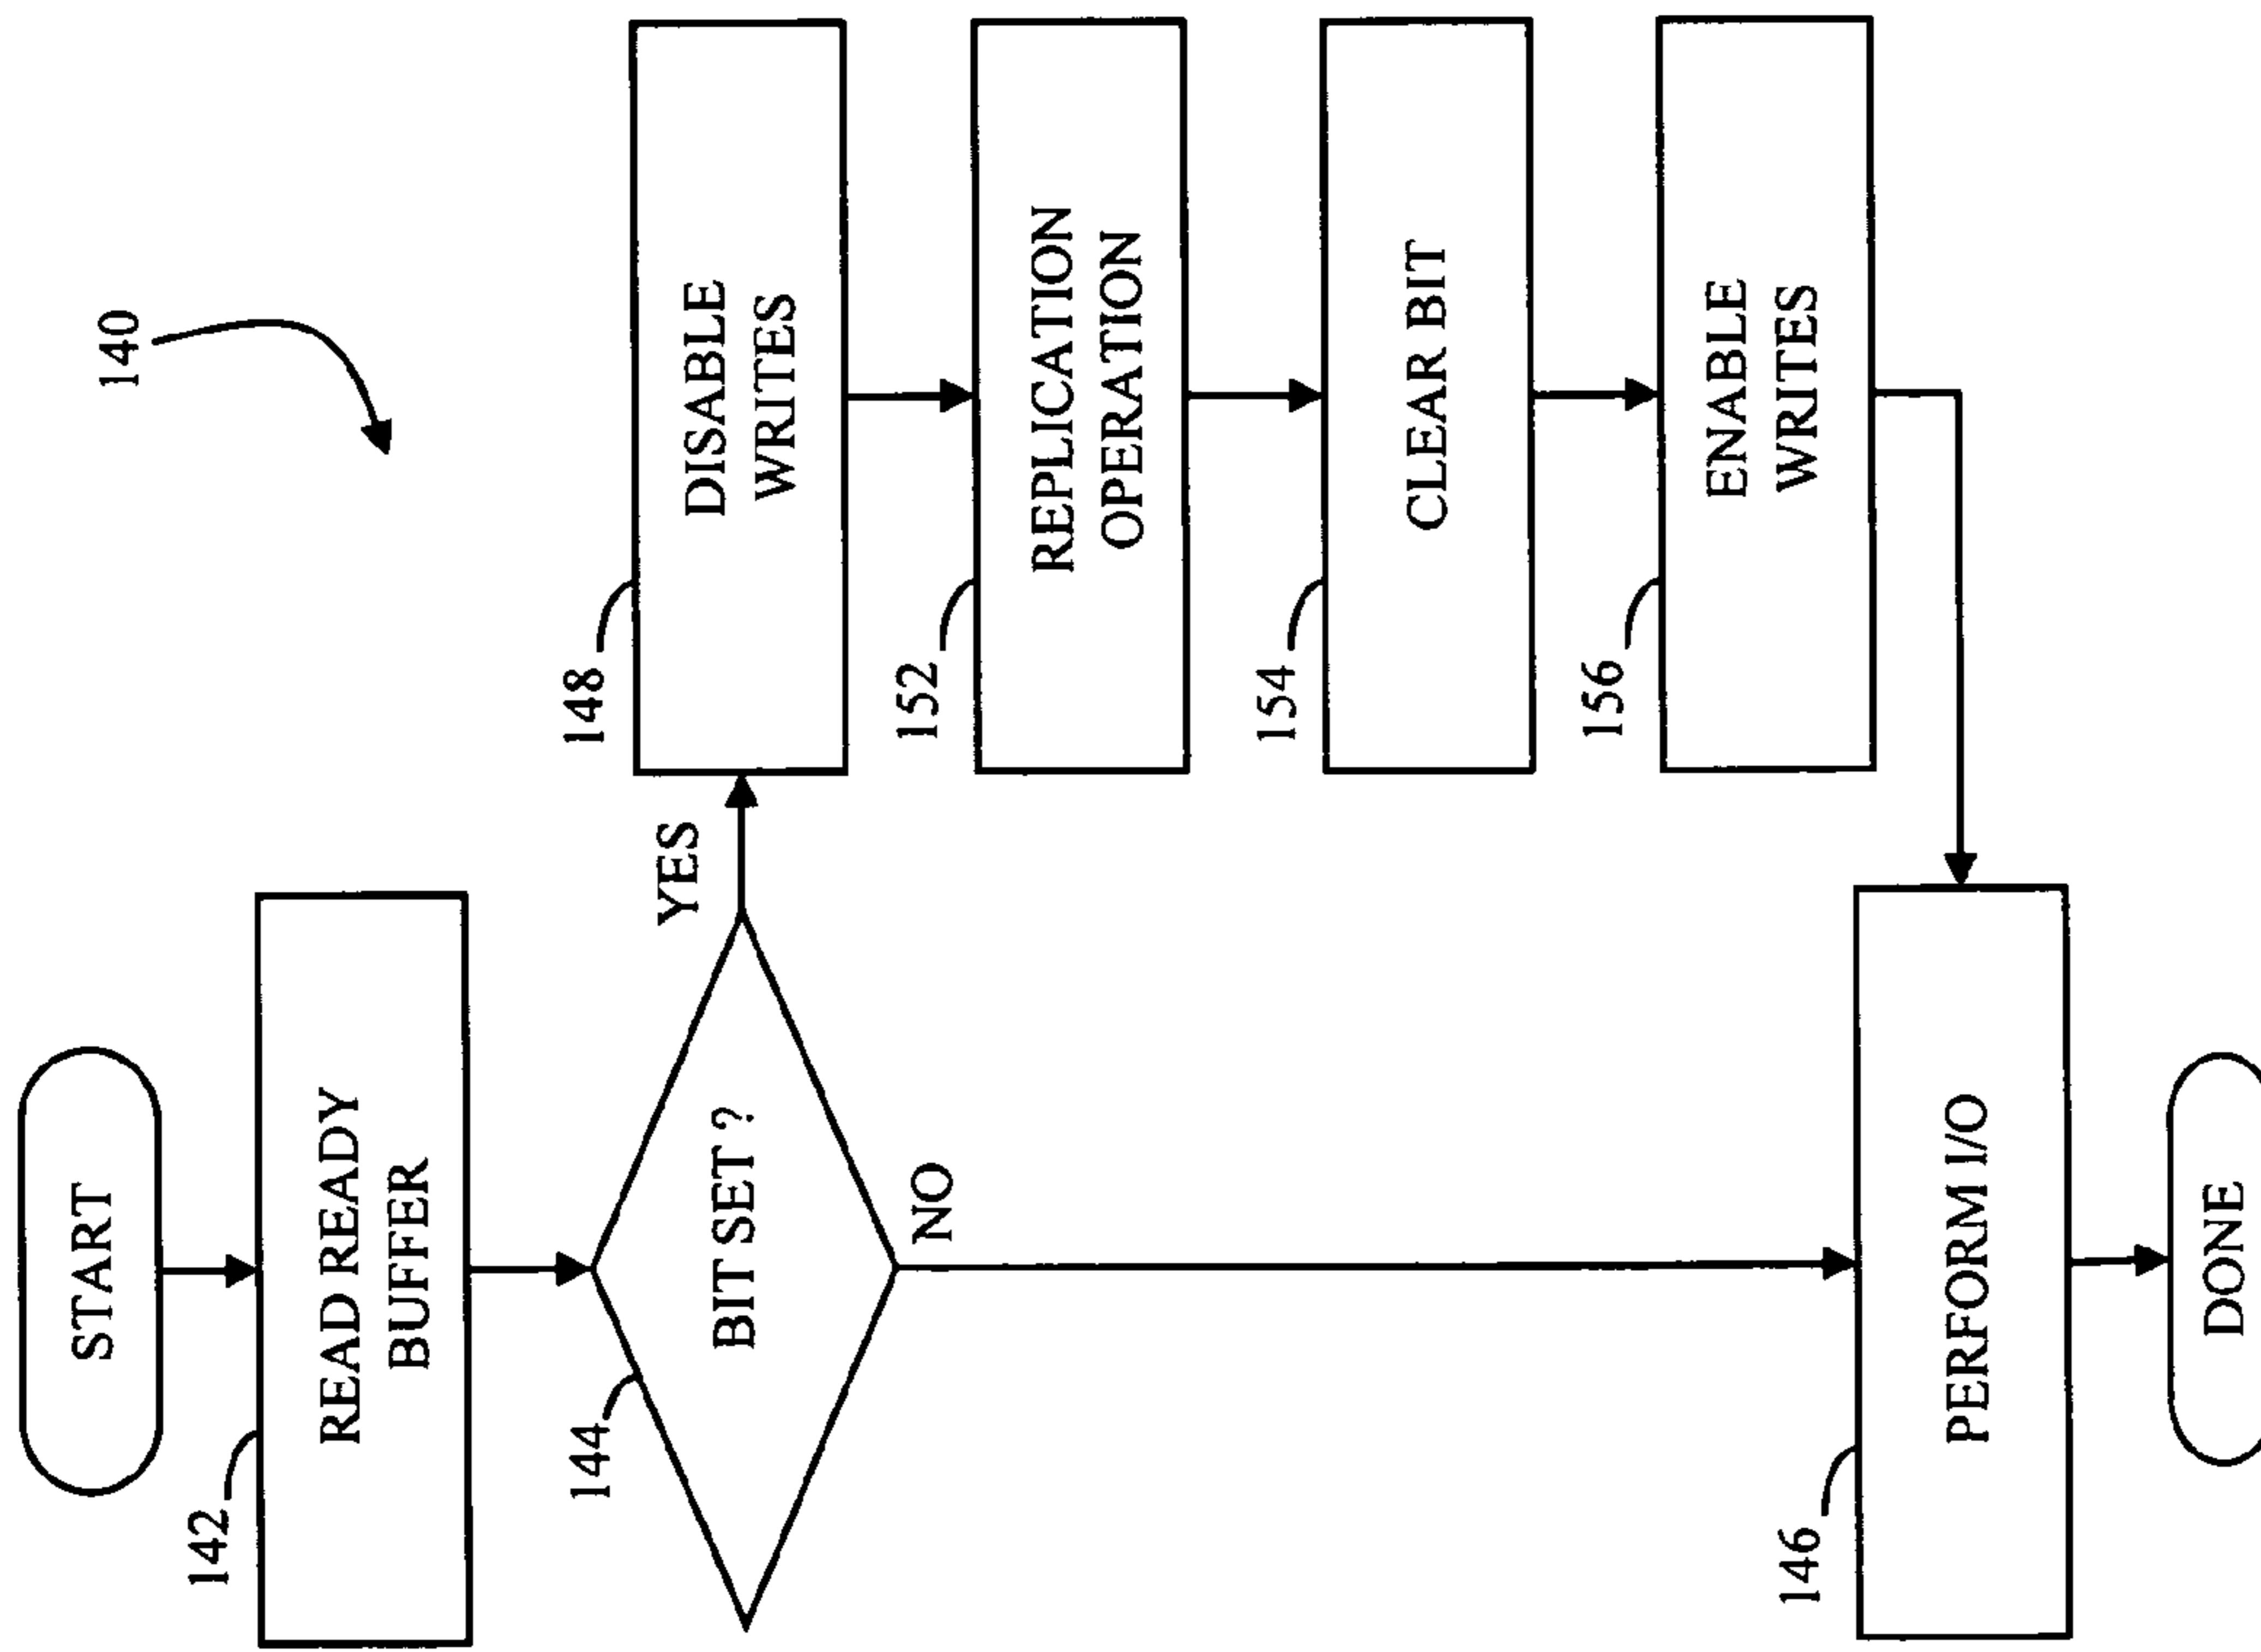 140
START
142
READ READY
BUFFER
144
BIT SET ?
YES
NO
148
DISABLE
WRITES
152
REPLICATION
OPERATION
154
CLEAR BIT
156
ENABLE
WRITES
146
PERFORM I/O
DONE